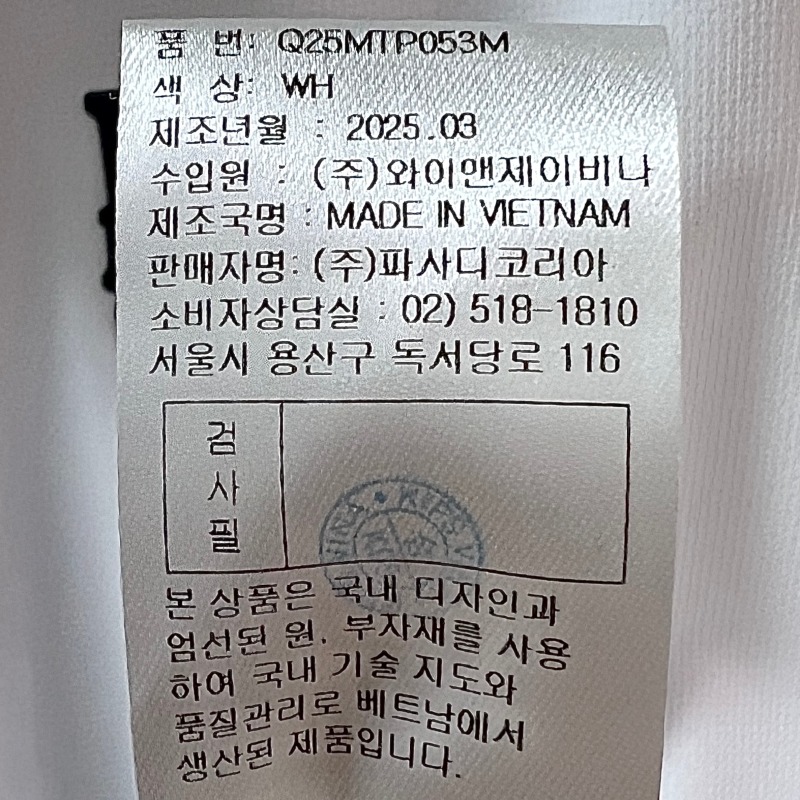 품 번: Q25MTP053M
색 상: WH
제조년월 : 2025.03
수입원 : (주)와이앤제이비나
제조국명 : MADE IN VIETNAM
판매자명: (주)파사디코리아
소비자상담실 : 02) 518-1810
서울시 용산구 독서당로 116
검
사
필
본 상품은 국내 디자인과
엄선된 원. 부자재를 사용
하여 국내 기술 지도와
품질관리로 베트남에서
생산된 제품입니다.